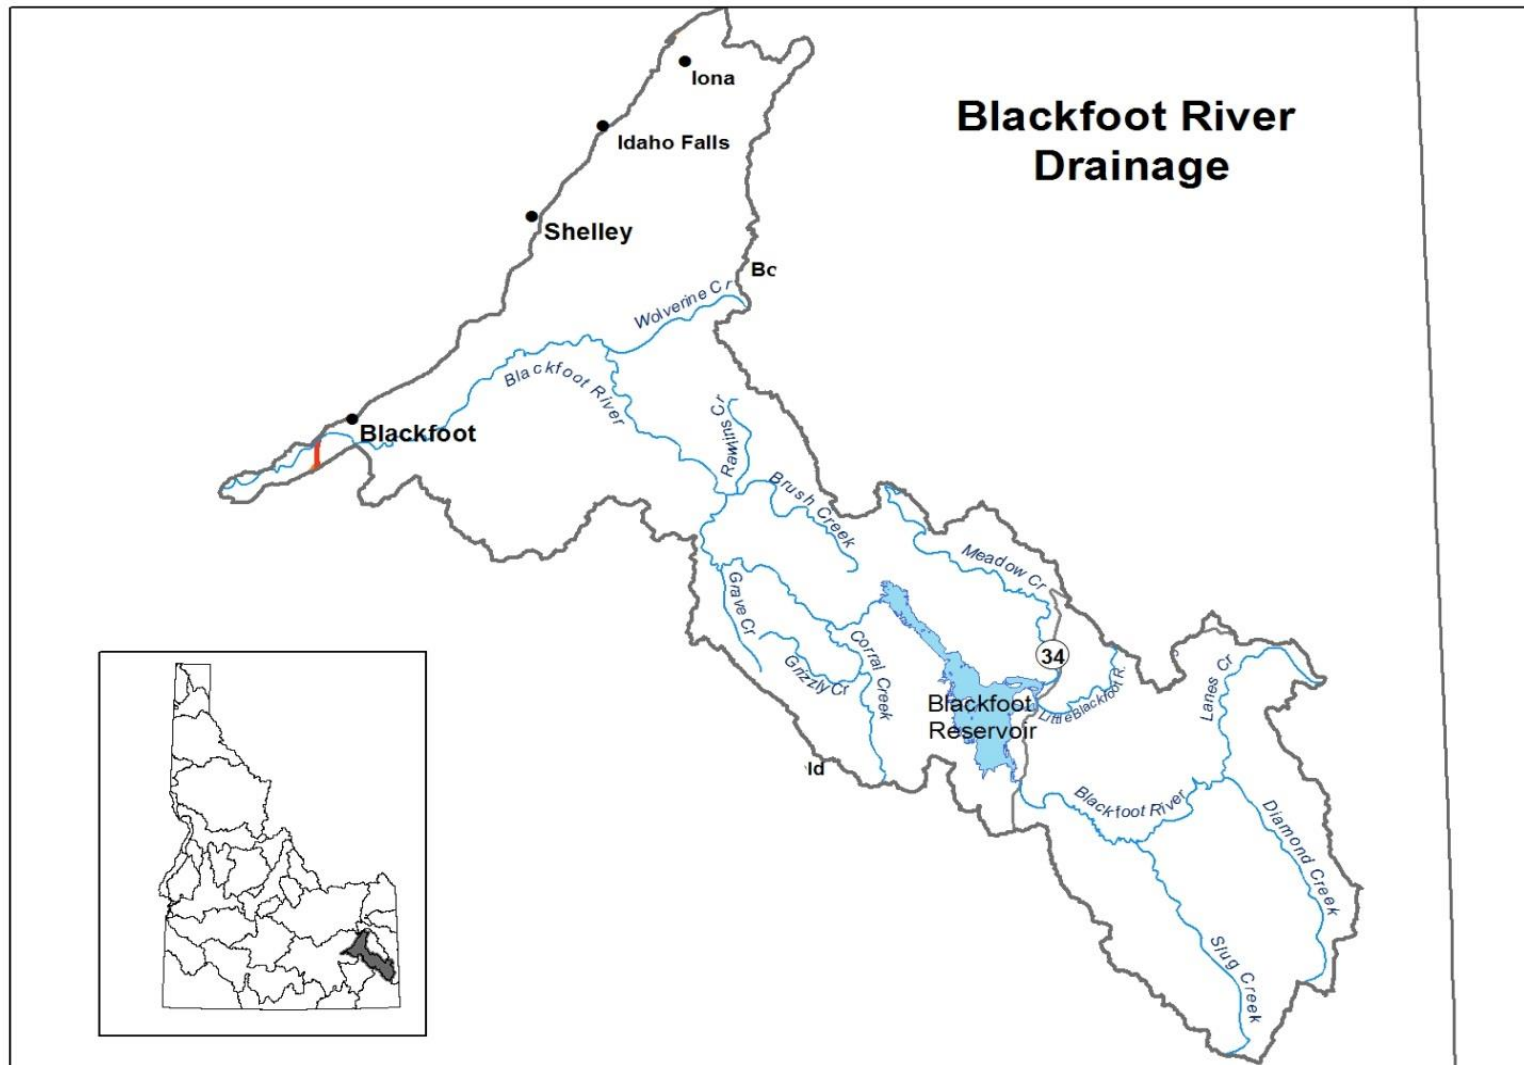 Blackfoot River
Drainage
Iona
Idaho Falls
Shelley
Bc
Wolverine Cr
Blackfoot River
Blackfoot
Rawlins Cr
Brush Creek
Meadow Cr
Grave Cr
Grizzly Cr
Corral Creek
34
Little Blackfoot R.
Lanes Cr
Blackfoot
Reservoir
ld
Blackfoot River
Diamond Creek
Slug Creek